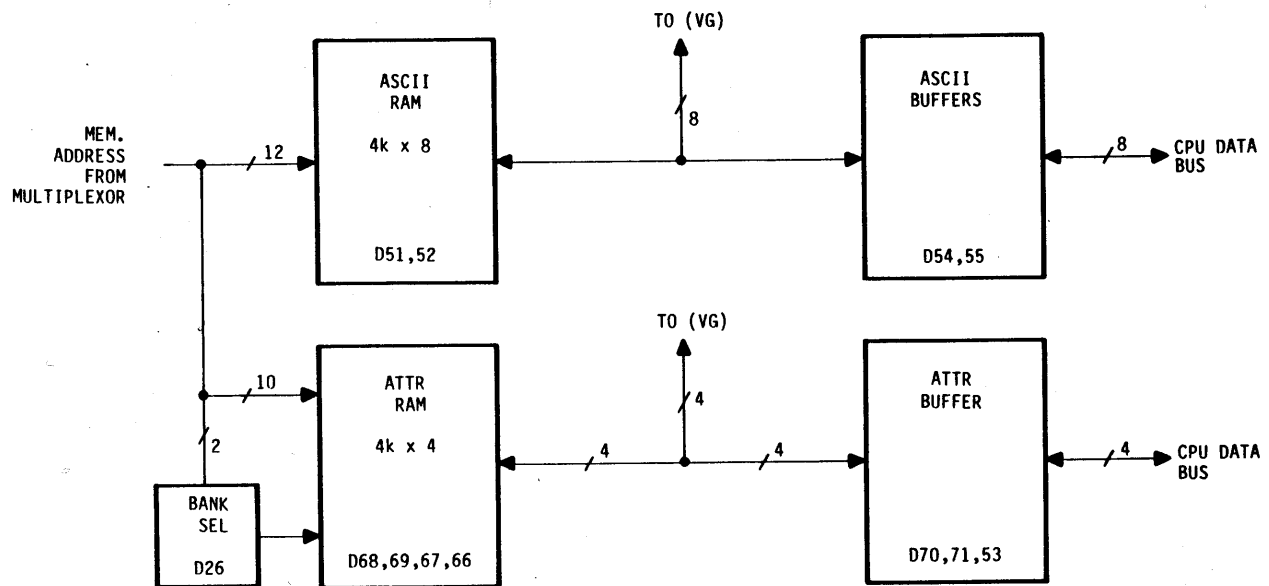 TO (VG)
8
MEM.
ADDRESS
FROM
MULTIPLEXOR
12
ASCII
RAM
4k x 8
D51,52
ASCII
BUFFERS
D54,55
8
CPU DATA
BUS
TO (VG)
4
10
2
BANK
SEL
D26
ATTR
RAM
4k x 4
D68,69,67,66
4
4
ATTR
BUFFER
D70,71,53
4
CPU DATA
BUS